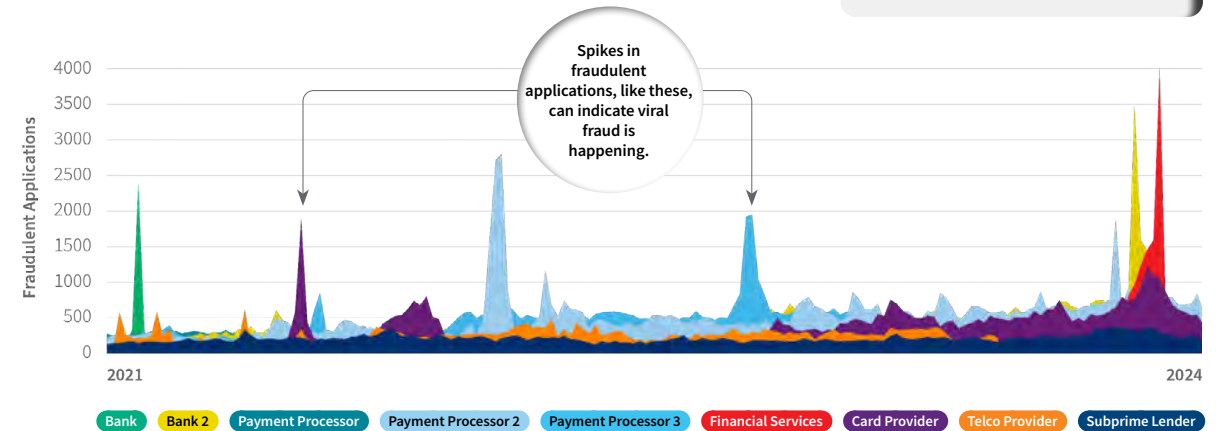 Spikes in
fraudulent
applications, like these,
can indicate viral
fraud is
happening.
Fraudulent Applications
4000
3500
3000
2500
2000
1500
1000
500
0
2021
2024
Bank
Bank 2
Payment Processor
Payment Processor 2
Payment Processor 3
Financial Services
Card Provider
Telco Provider
Subprime Lender